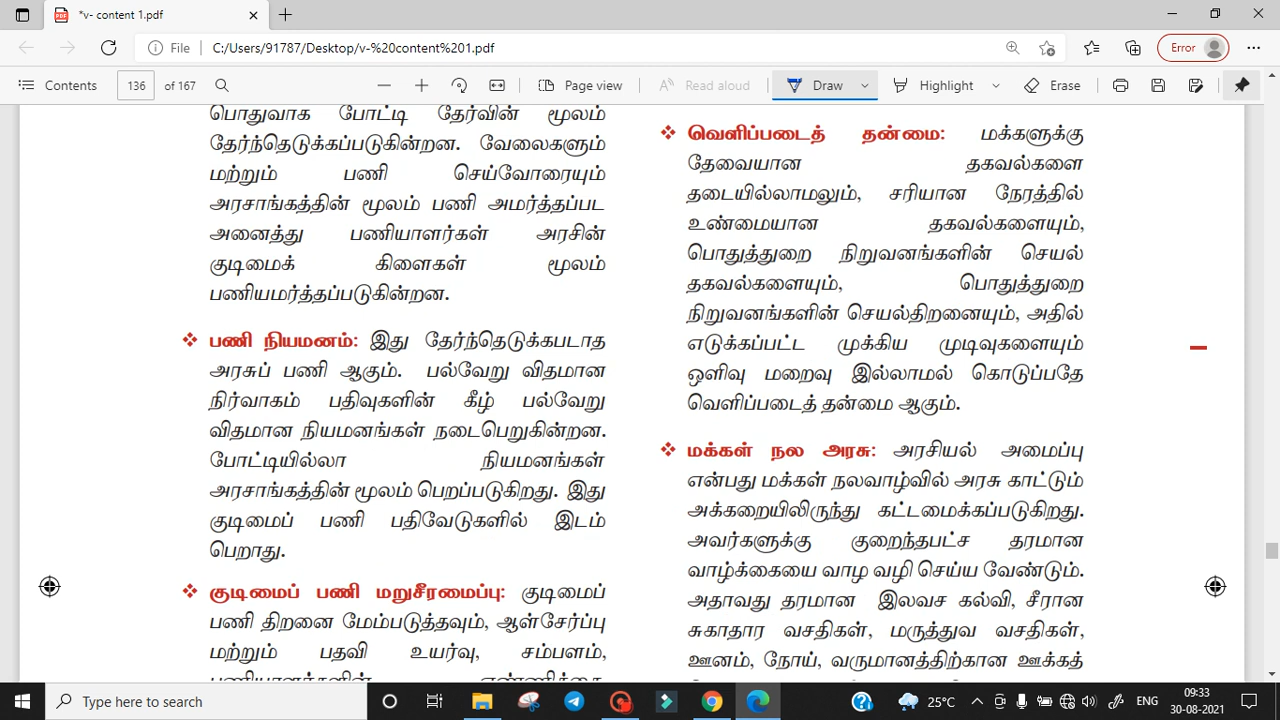 *v- content 1.pdf
File
C:/Users/91787/Desktop/v-%20content%201.pdf
Error
Contents
136
of 167
Page view
Read aloud
Draw
Highlight
Erase
பொதுவாக போட்டி தேர்வின் மூலம்
தேர்ந்தெடுக்கப்படுகின்றன. வேலைகளும்
மற்றும் பணி செய்வோரையும்
அரசாங்கத்தின் மூலம் பணி அமர்த்தப்பட
அனைத்து பணியாளர்கள் அரசின்
குடிமைக் கிளைகள் மூலம்
பணியமர்த்தப்படுகின்றன.
❖ பணி நியமனம்: இது தேர்ந்தெடுக்கபடாத
அரசுப் பணி ஆகும். பல்வேறு விதமான
நிர்வாகம் பதிவுகளின் கீழ் பல்வேறு
விதமான நியமனங்கள் நடைபெறுகின்றன.
போட்டியில்லா நியமனங்கள்
அரசாங்கத்தின் மூலம் பெறப்படுகிறது. இது
குடிமைப் பணி பதிவேடுகளில் இடம்
பெறாது.
❖ குடிமைப் பணி மறுசீரமைப்பு: குடிமைப்
பணி திறனை மேம்படுத்தவும், ஆள்சேர்ப்பு
மற்றும் பதவி உயர்வு, சம்பளம்,
பணியாளர்களின் எண்ணிக்கை
❖ வெளிப்படைத் தன்மை: மக்களுக்கு
தேவையான தகவல்களை
தடையில்லாமலும், சரியான நேரத்தில்
உண்மையான தகவல்களையும்,
பொதுத்துறை நிறுவனங்களின் செயல்
தகவல்களையும், பொதுத்துறை
நிறுவனங்களின் செயல்திறனையும், அதில்
எடுக்கப்பட்ட முக்கிய முடிவுகளையும்
ஒளிவு மறைவு இல்லாமல் கொடுப்பதே
வெளிப்படைத் தன்மை ஆகும்.
❖ மக்கள் நல அரசு: அரசியல் அமைப்பு
என்பது மக்கள் நலவாழ்வில் அரசு காட்டும்
அக்கறையிலிருந்து கட்டமைக்கப்படுகிறது.
அவர்களுக்கு குறைந்தபட்ச தரமான
வாழ்க்கையை வாழ வழி செய்ய வேண்டும்.
அதாவது தரமான இலவச கல்வி, சீரான
சுகாதார வசதிகள், மருத்துவ வசதிகள்,
ஊனம், நோய், வருமானத்திற்கான ஊக்கத்
Type here to search
25°C
ENG
09:33
30-08-2021